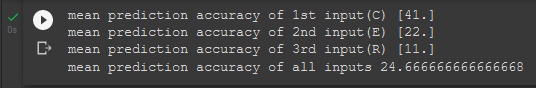 mean prediction accuracy of 1st input(C) [41.]
mean prediction accuracy of 2nd input(E) [22.]
mean prediction accuracy of 3rd input(R) [11.]
mean prediction accuracy of all inputs 24.666666666666668
0s